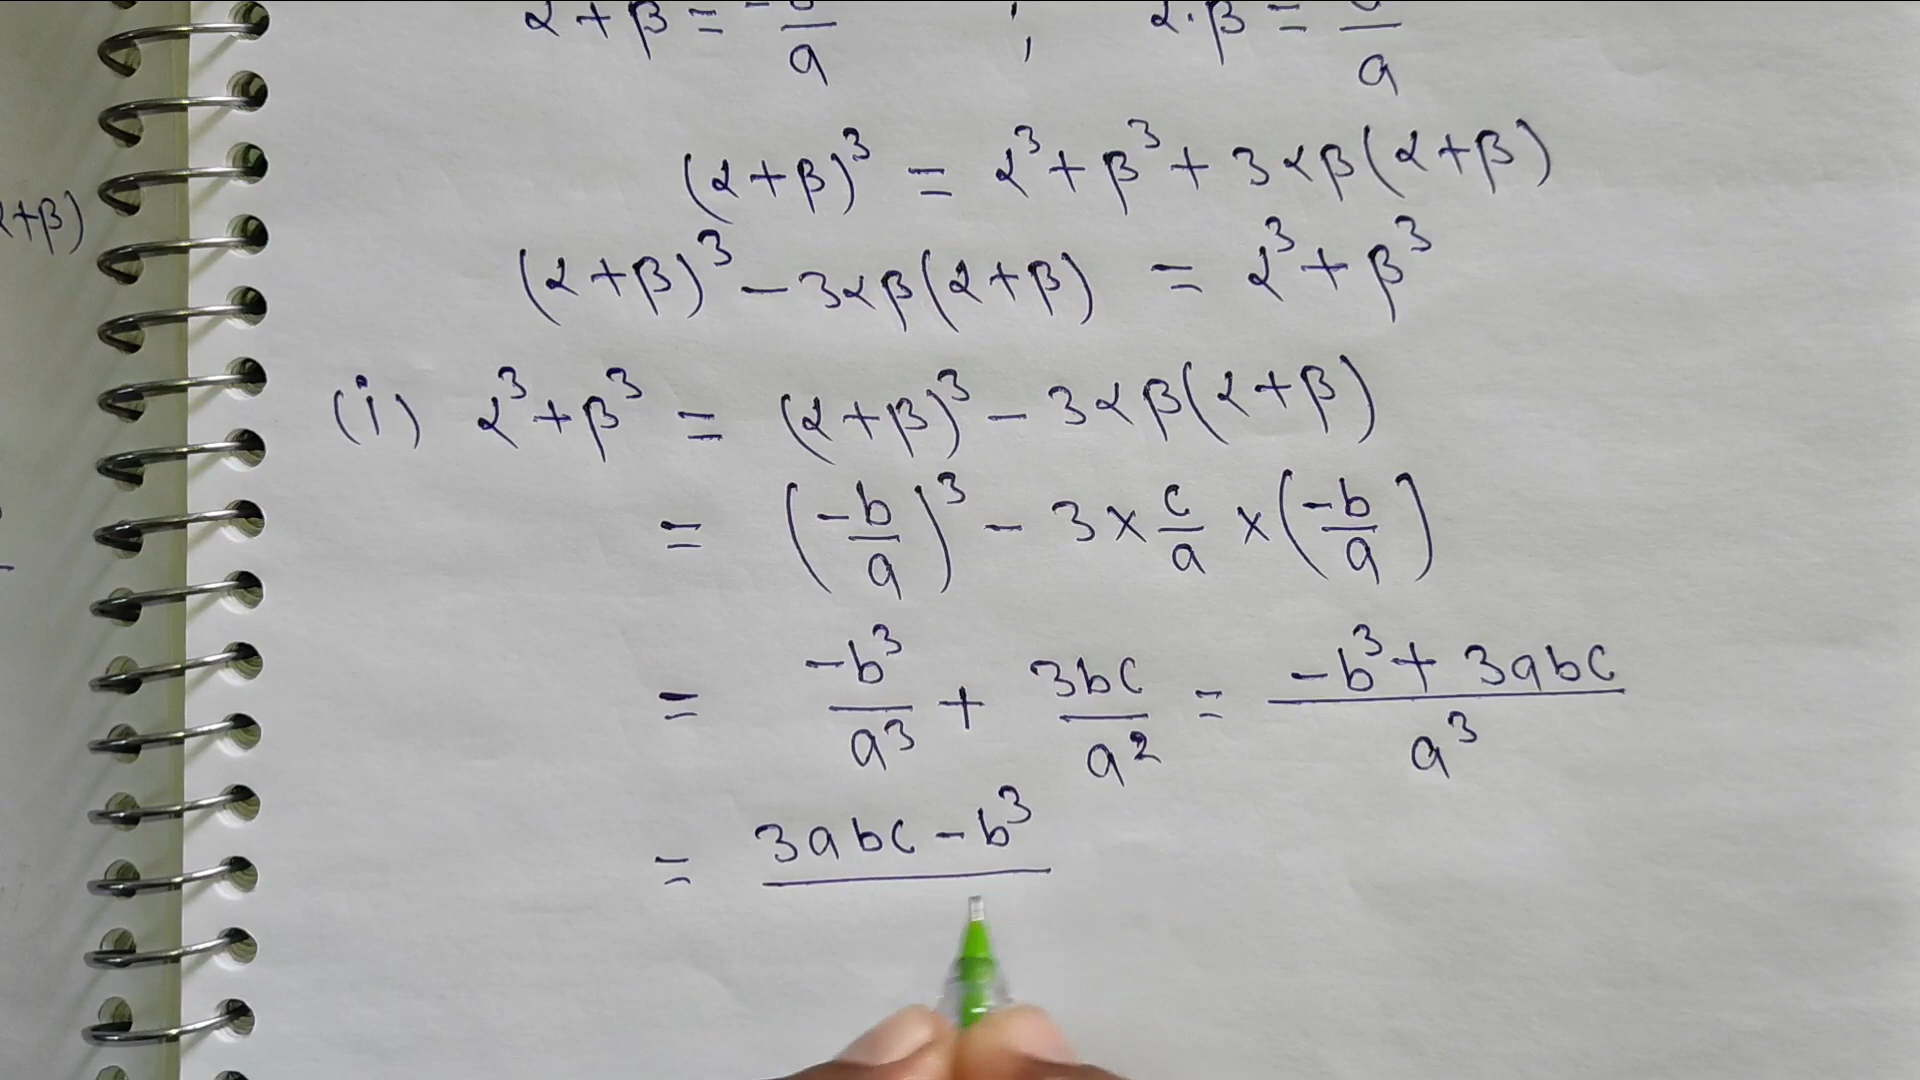 α+β = -b/a ; α·β = c/a
(α+β)³ = α³+β³+3αβ(α+β)
α+β)
(α+β)³-3αβ(α+β) = α³+β³
(i) α³+β³ = (α+β)³-3αβ(α+β)
= (-b/a)³ - 3×c/a×(-b/a)
= -b³/a³ + 3bc/a² = -b³+3abc/a³
= 3abc-b³